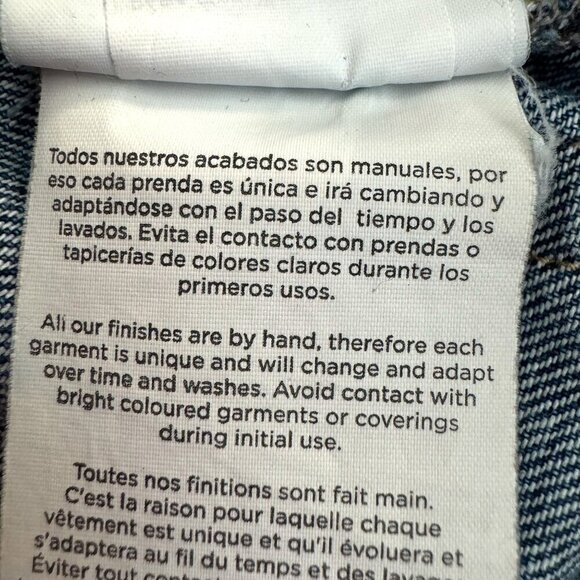 Todos nuestros acabados son manuales, por
eso cada prenda es única e irá cambiando y
adaptándose con el paso del tiempo y los
lavados. Evita el contacto con prendas o
tapicerías de colores claros durante los
primeros usos.
All our finishes are by hand, therefore each
garment is unique and will change and adapt
over time and washes. Avoid contact with
bright coloured garments or coverings
during initial use.
Toutes nos finitions sont fait main.
C'est la raison pour laquelle chaque
vêtement est unique et qu'il évoluera et
s'adaptera au fil du temps et des
Éviter tout